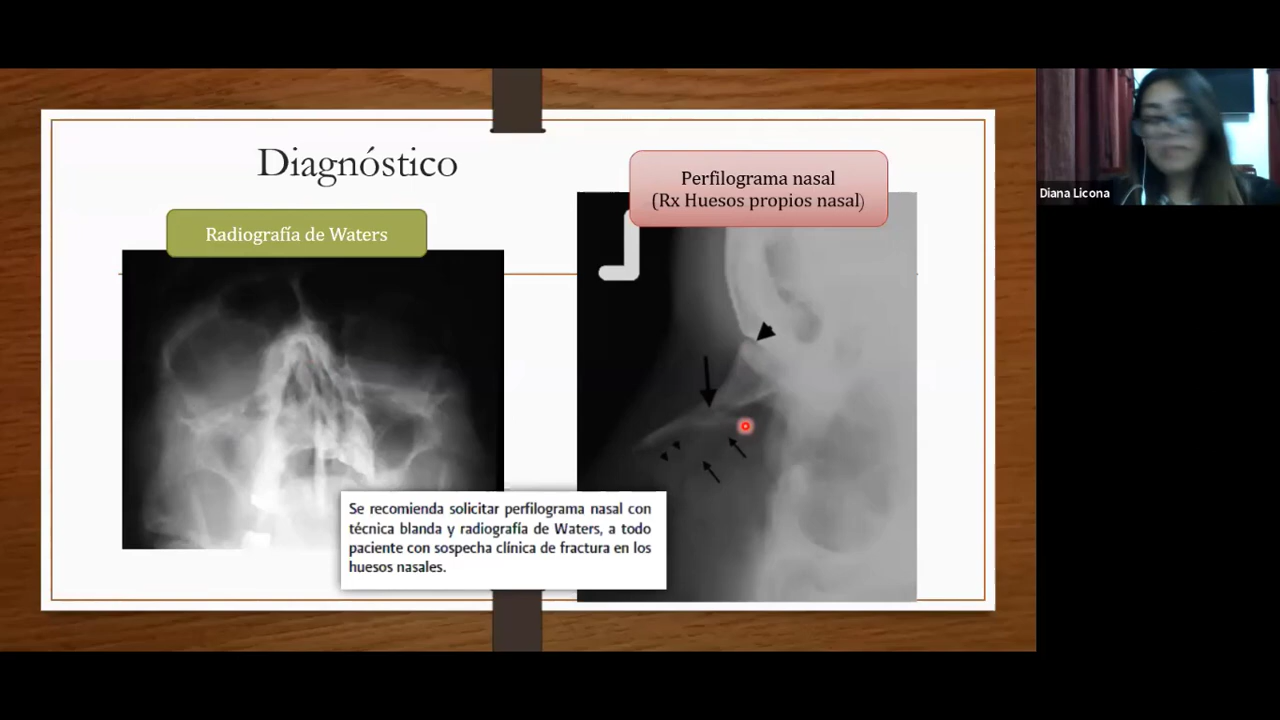 Diagnóstico
Radiografía de Waters
Perfilograma nasal
(Rx Huesos propios nasal)
Se recomienda solicitar perfilograma nasal con
técnica blanda y radiografía de Waters, a todo
paciente con sospecha clínica de fractura en los
huesos nasales.
Diana Licona